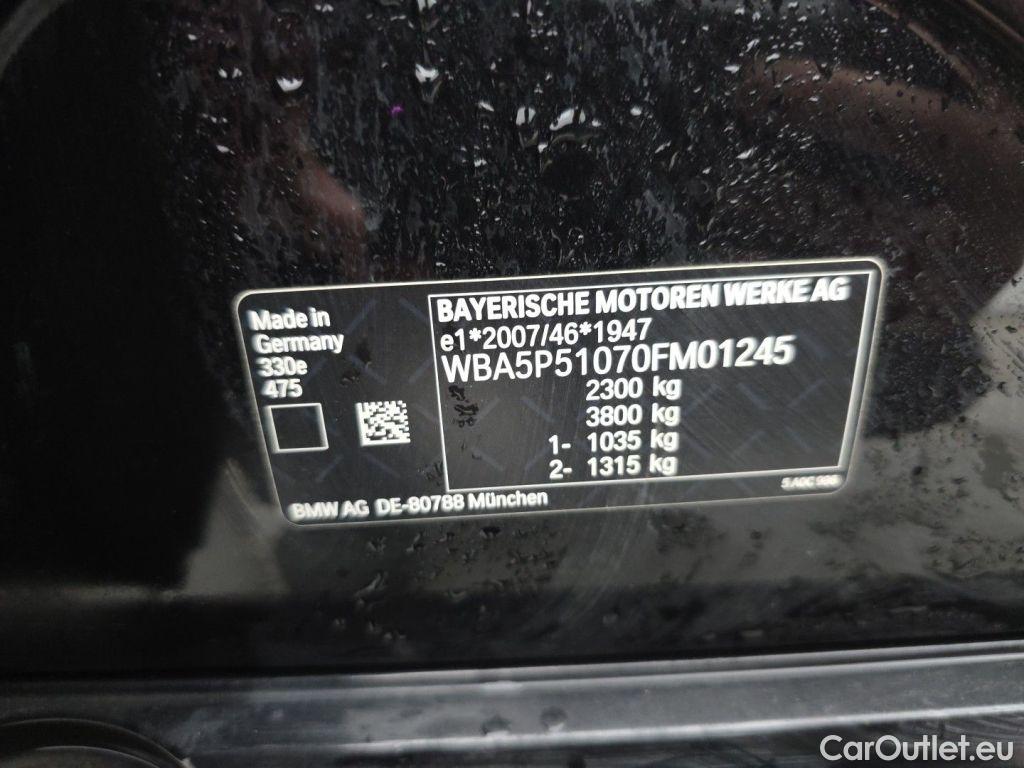 Made in
Germany
330e
475
BMW AG DE-80788 München
BAYERISCHE MOTOREN WERKE AG
e1*2007/46*1947
WBA5P51070FM01245
2300 kg
3800 kg
1- 1035 kg
2- 1315 kg
CarOutlet.eu